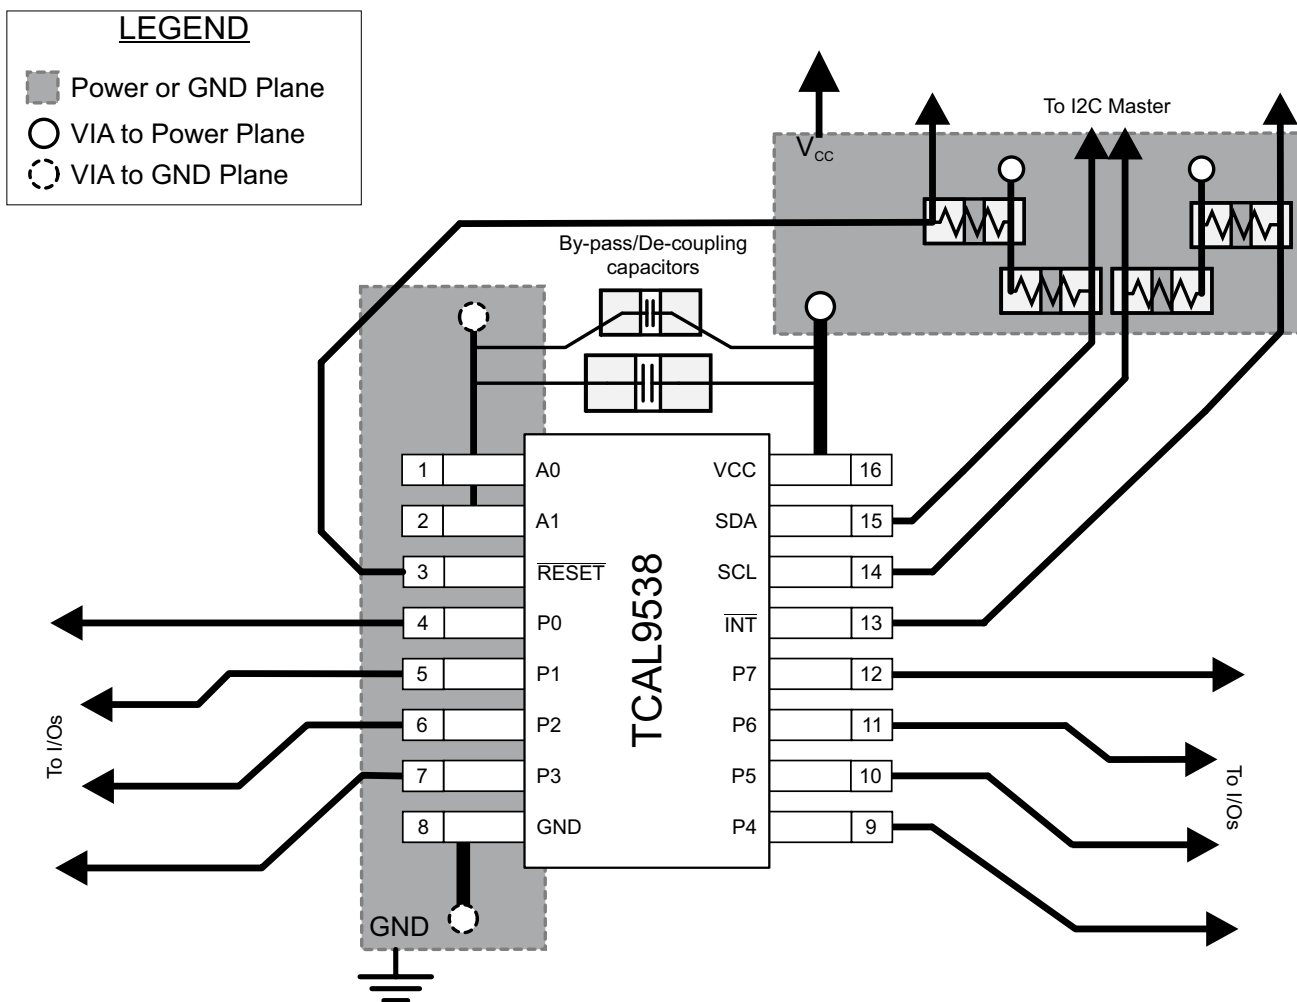 LEGEND
Power or GND Plane
VIA to Power Plane
VIA to GND Plane
To I2C Master
VCC
By-pass/De-coupling
capacitors
1 A0 VCC 16
2 A1 SDA 15
3 RESET SCL 14
4 P0 INT 13
5 P1 P7 12
6 P2 P6 11
7 P3 P5 10
8 GND P4 9
TCAL9538
To I/Os
To I/Os
GND